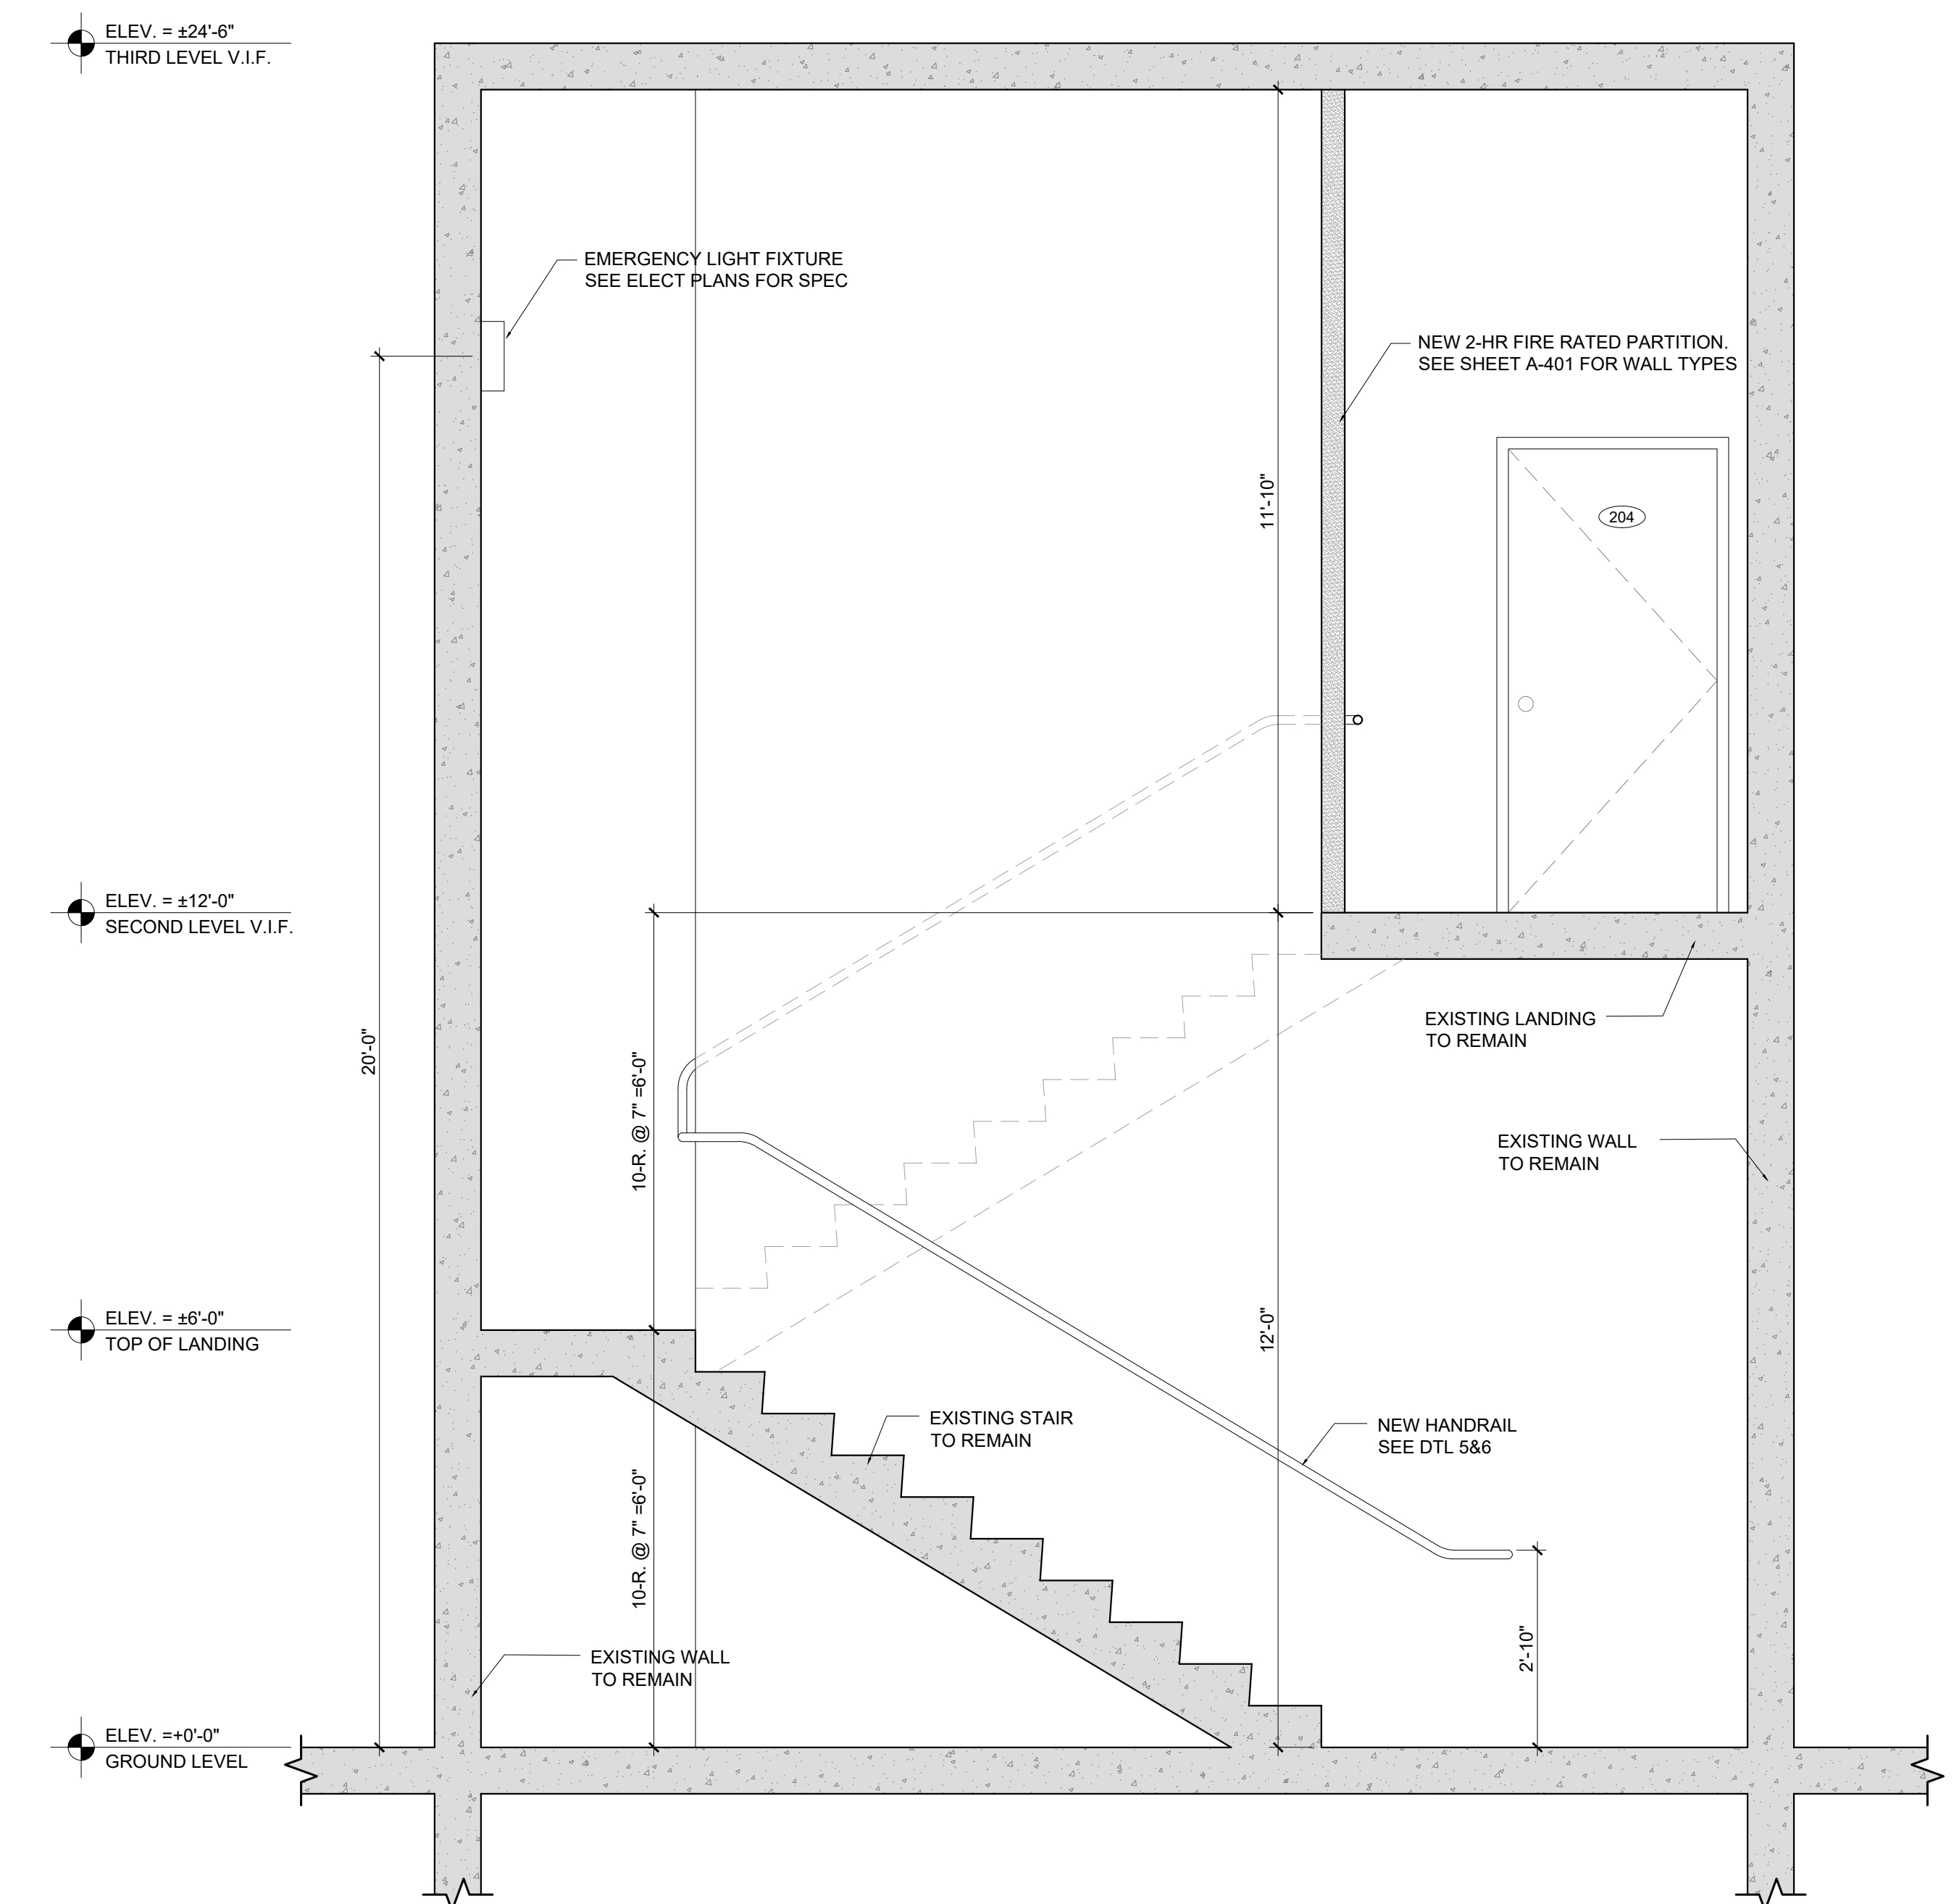 ELEV. = ±24'-6"
THIRD LEVEL V.I.F.
EMERGENCY LIGHT FIXTURE
SEE ELECT PLANS FOR SPEC
NEW 2-HR FIRE RATED PARTITION.
SEE SHEET A-401 FOR WALL TYPES
11'-10"
204
ELEV. = ±12'-0"
SECOND LEVEL V.I.F.
EXISTING LANDING
TO REMAIN
20'-0"
10-R. @ 7" =6'-0"
EXISTING WALL
TO REMAIN
ELEV. = ±6'-0"
TOP OF LANDING
12'-0"
EXISTING STAIR
TO REMAIN
NEW HANDRAIL
SEE DTL 5&6
10-R. @ 7" =6'-0"
2'-10"
EXISTING WALL
TO REMAIN
ELEV. =+0'-0"
GROUND LEVEL